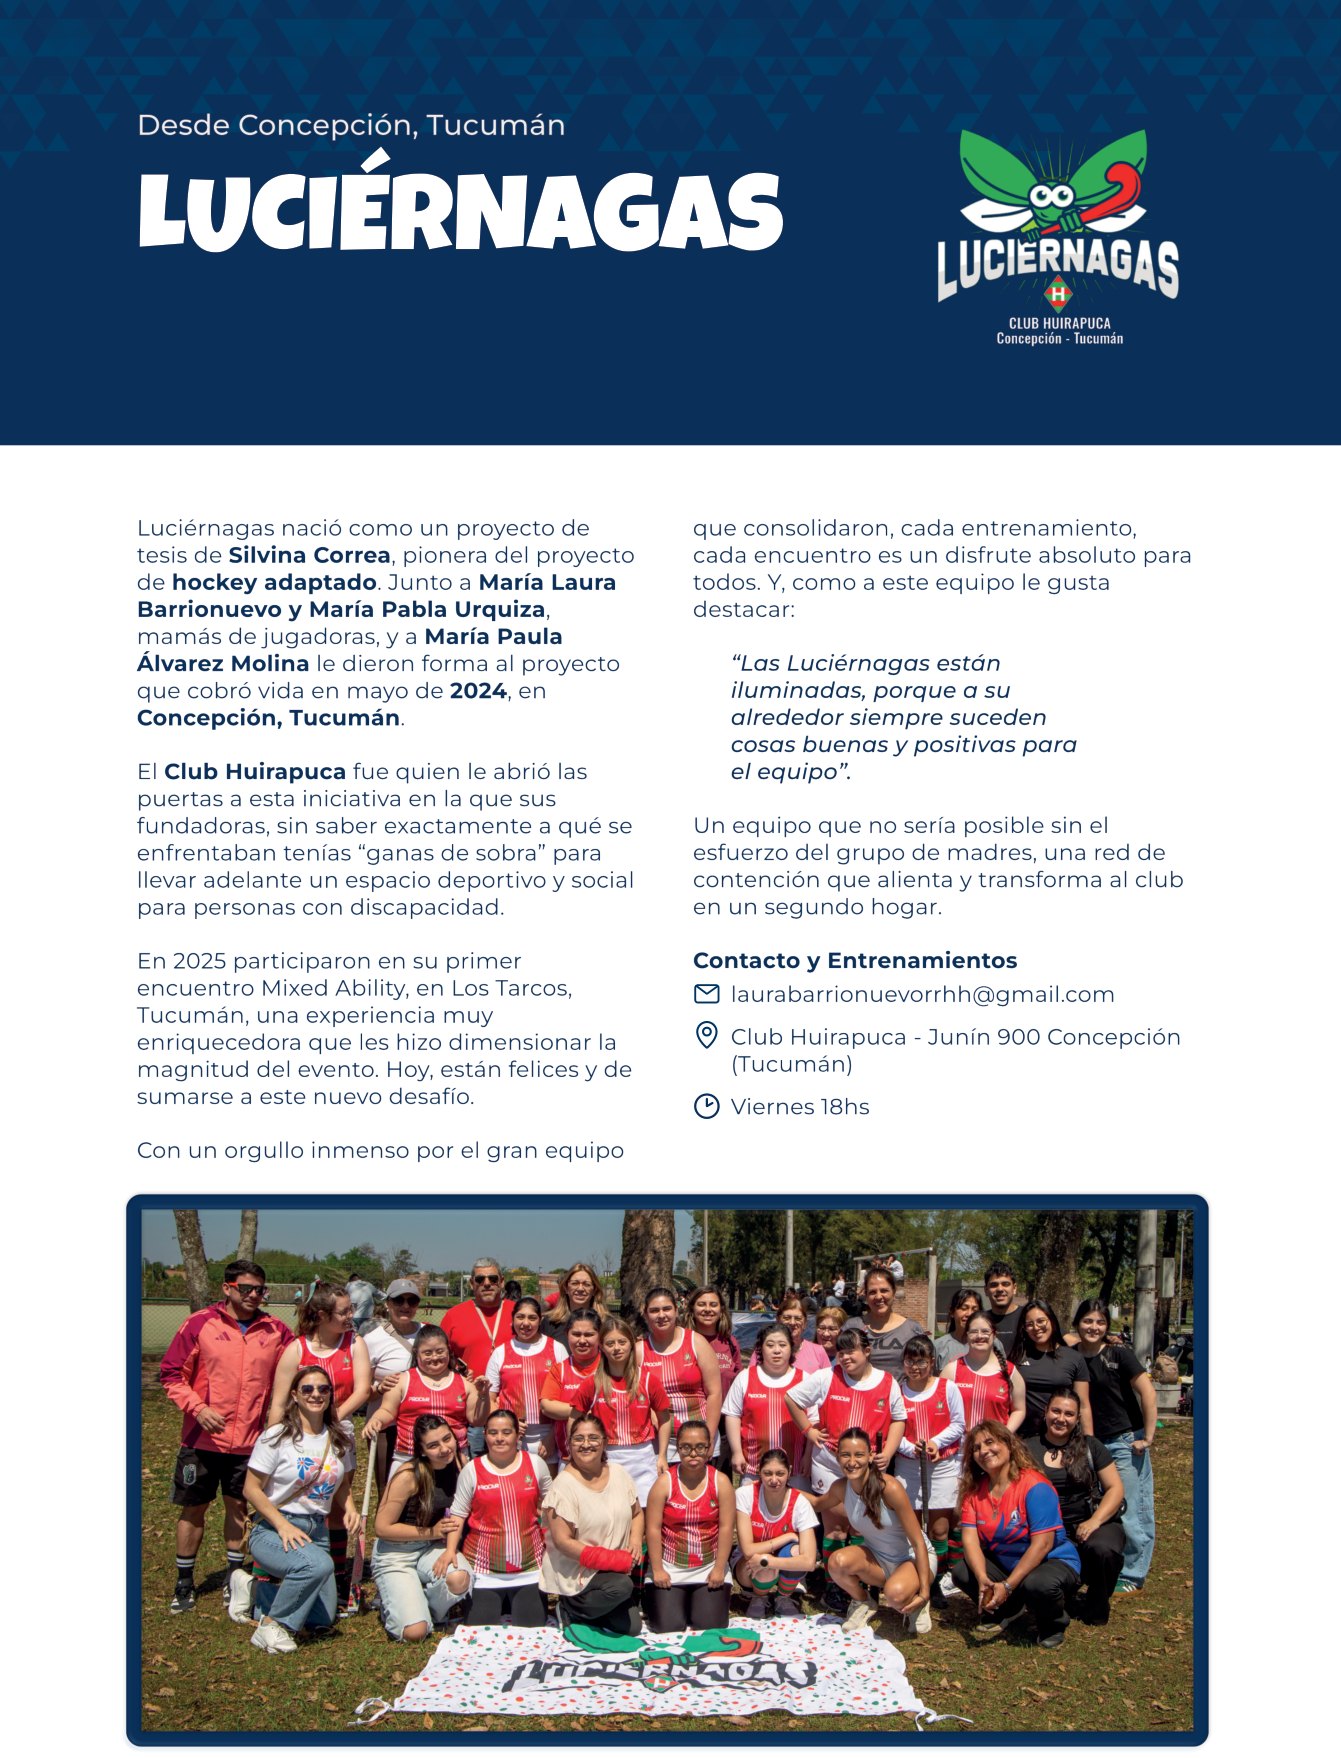 Desde Concepción, Tucumán
LUCIÉRNAGAS
LUCIÉRNAGAS
H
CLUB HUIRAPUCA
Concepción - Tucumán
Luciérnagas nació como un proyecto de
tesis de Silvina Correa, pionera del proyecto
de hockey adaptado. Junto a María Laura
Barrionuevo y María Pabla Urquiza,
mamás de jugadoras, y a María Paula
Álvarez Molina le dieron forma al proyecto
que cobró vida en mayo de 2024, en
Concepción, Tucumán.
El Club Huirapuca fue quien le abrió las
puertas a esta iniciativa en la que sus
fundadoras, sin saber exactamente a qué se
enfrentaban tenías “ganas de sobra” para
llevar adelante un espacio deportivo y social
para personas con discapacidad.
En 2025 participaron en su primer
encuentro Mixed Ability, en Los Tarcos,
Tucumán, una experiencia muy
enriquecedora que les hizo dimensionar la
magnitud del evento. Hoy, están felices y de
sumarse a este nuevo desafío.
Con un orgullo inmenso por el gran equipo
que consolidaron, cada entrenamiento,
cada encuentro es un disfrute absoluto para
todos. Y, como a este equipo le gusta
destacar:
“Las Luciérnagas están
iluminadas, porque a su
alrededor siempre suceden
cosas buenas y positivas para
el equipo”.
Un equipo que no sería posible sin el
esfuerzo del grupo de madres, una red de
contención que alienta y transforma al club
en un segundo hogar.
Contacto y Entrenamientos
laurabarrionuevorrhh@gmail.com
Club Huirapuca - Junín 900 Concepción
(Tucumán)
Viernes 18hs
LUCIERNAGAS